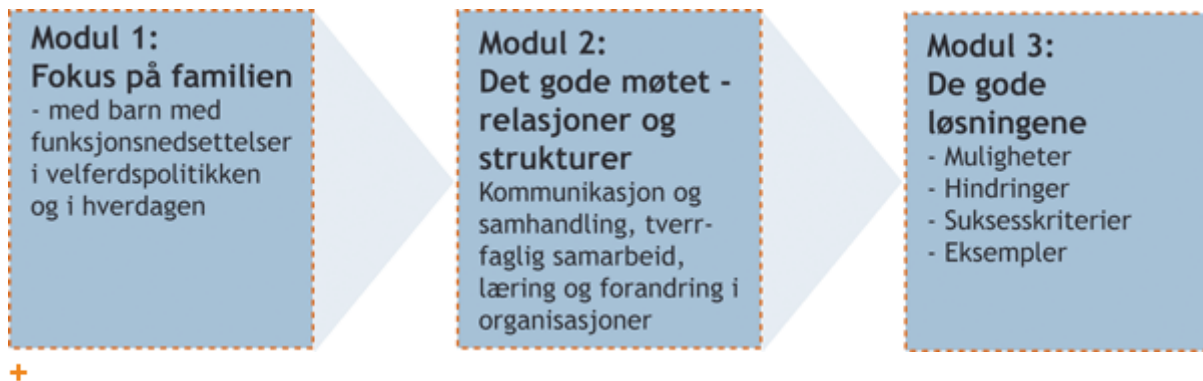 Modul 1:
Fokus på familien
- med barn med
funksjonsnedsettelser
i velferdspolitikken
og i hverdagen
Modul 2:
Det gode møtet -
relasjoner og
strukturer
Kommunikasjon og
samhandling, tverr-
faglig samarbeid,
læring og forandring i
organisasjoner
Modul 3:
De gode
løsningene
- Muligheter
- Hindringer
- Suksesskriterier
- Eksempler
+